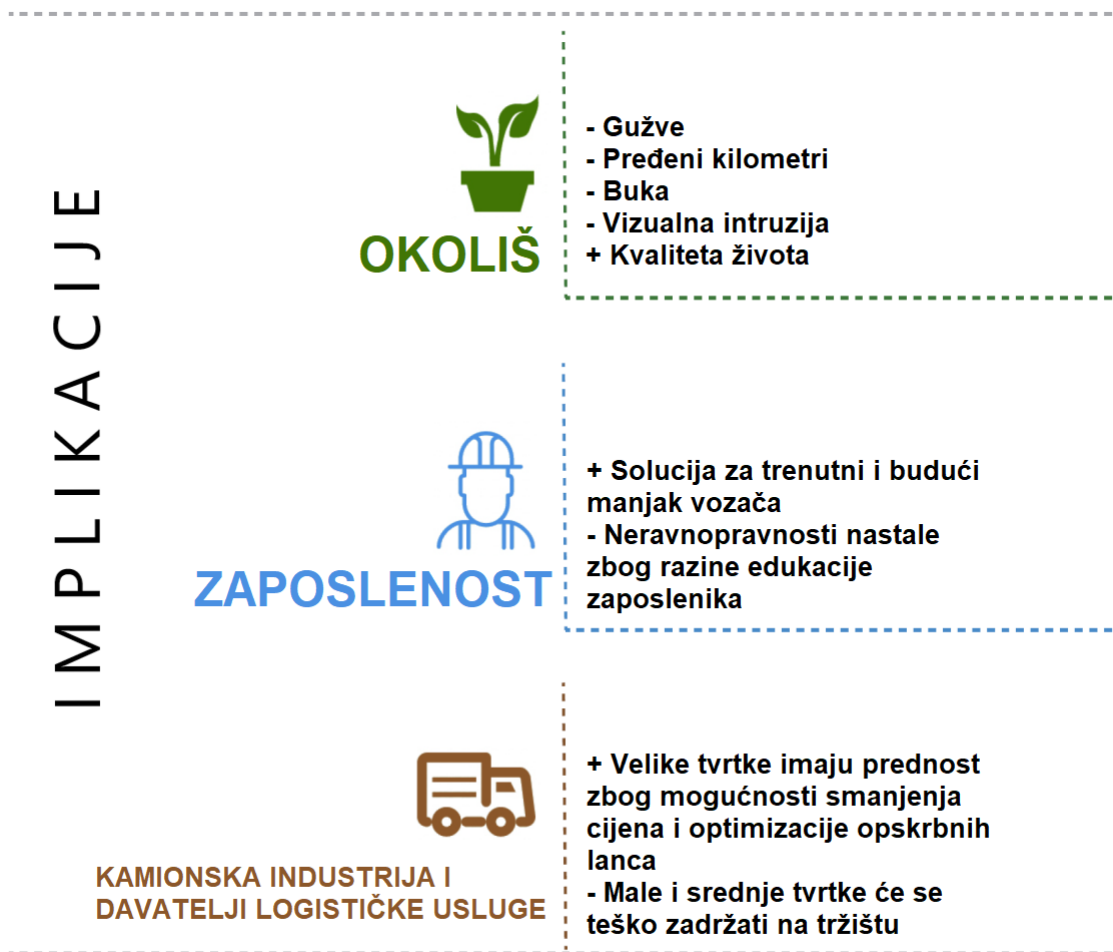 IMPLIKACIJE
OKOLIŠ
- Gužve
- Pređeni kilometri
- Buka
- Vizualna intruzija
+ Kvaliteta života
ZAPOSLENOST
+ Solucija za trenutni i budući
manjak vozača
- Neravnopravnosti nastale
zbog razine edukacije
zaposlenika
KAMIONSKA INDUSTRIJA I
DAVATELJI LOGISTIČKE USLUGE
+ Velike tvrtke imaju prednost
zbog mogućnosti smanjenja
cijena i optimizacije opskrbnih
lanca
- Male i srednje tvrtke će se
teško zadržati na tržištu